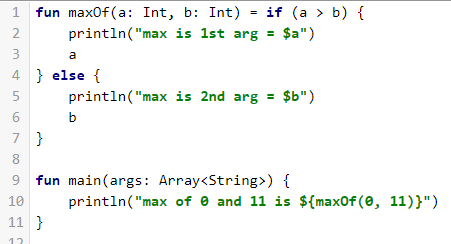 1 fun maxOf(a: Int, b: Int) = if (a > b) {
2     println("max is 1st arg = $a")
3     a
4 } else {
5     println("max is 2nd arg = $b")
6     b
7 }
8
9 fun main(args: Array<String>) {
10     println("max of 0 and 11 is ${maxOf(0, 11)}")
11 }
12